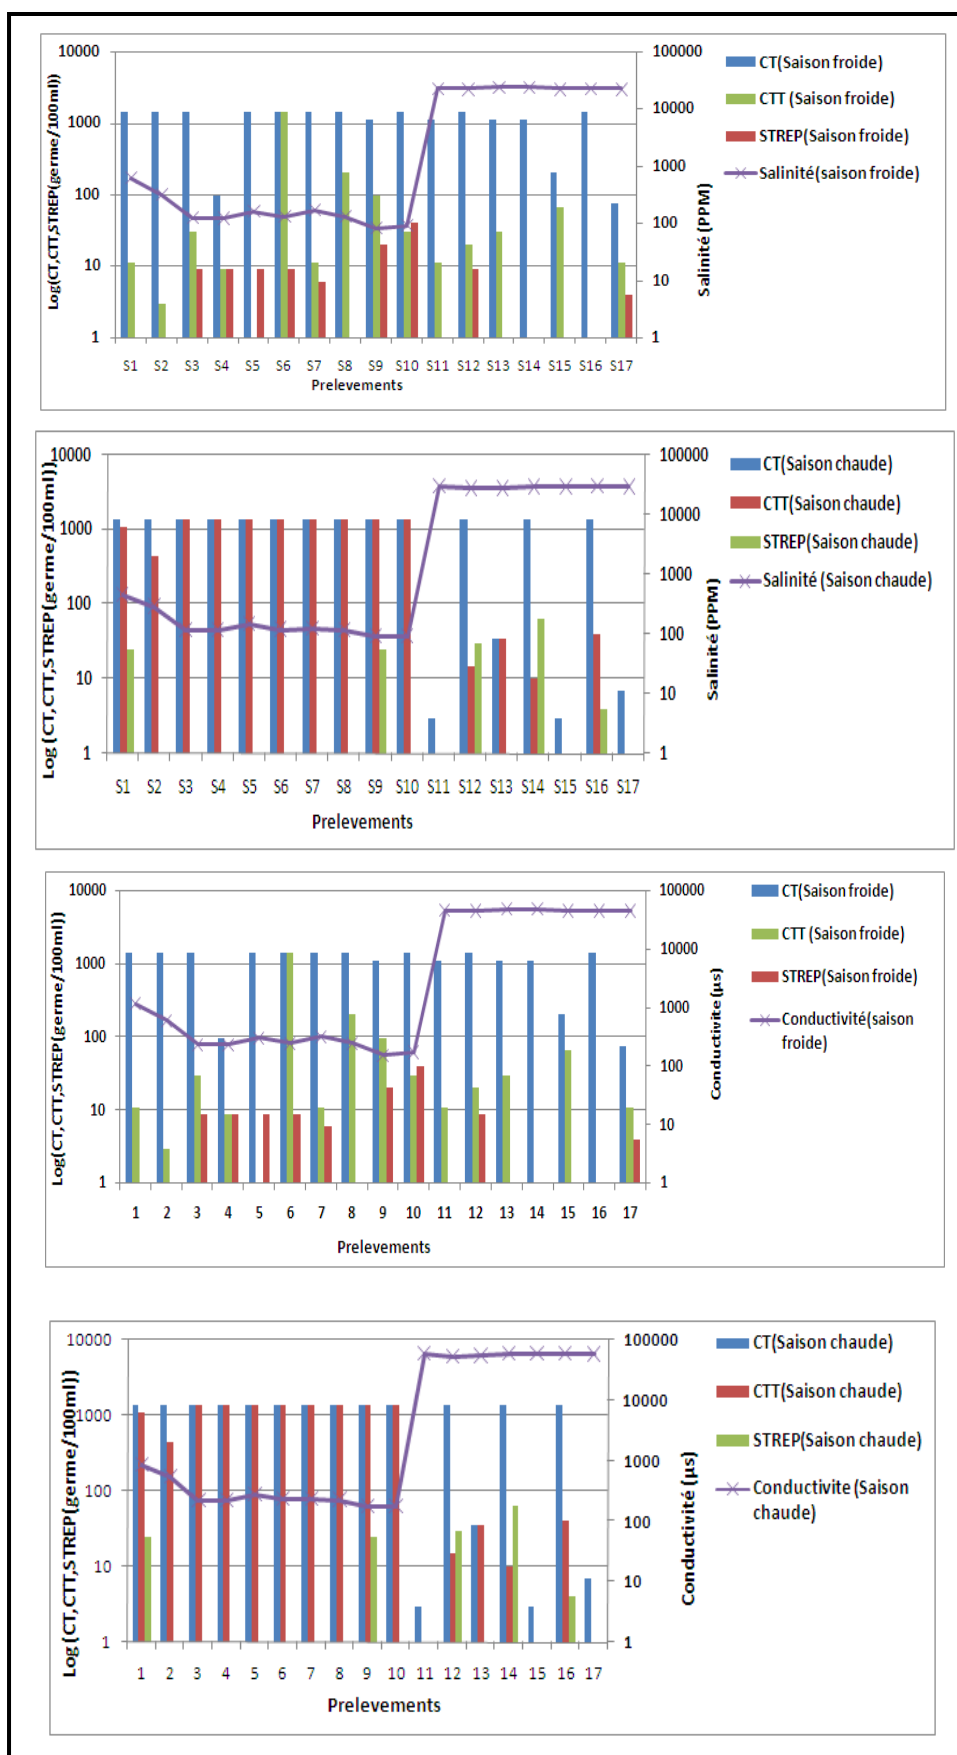 Log(CT,CTT,STREP(germe/100ml))
10000
1000
100
10
1
100000
10000
1000
100
10
1
Salinité (PPM)
S1 S2 S3 S4 S5 S6 S7 S8 S9 S10 S11 S12 S13 S14 S15 S16 S17
Prelevements
CT(Saison froide)
CTT (Saison froide)
STREP(Saison froide)
Salinité(saison froide)
Log (CT,CTT,STREP(germe/100ml))
10000
1000
100
10
1
100000
10000
1000
100
10
1
Salinité (PPM)
S1 S2 S3 S4 S5 S6 S7 S8 S9 S10 S11 S12 S13 S14 S15 S16 S17
Prelevements
CT(Saison chaude)
CTT(Saison chaude)
STREP(Saison chaude)
Salinité (Saison chaude)
Log(CT,CTT,STREP(germe/100ml))
10000
1000
100
10
1
100000
10000
1000
100
10
1
Conductivite (µs)
1 2 3 4 5 6 7 8 9 10 11 12 13 14 15 16 17
Prelevements
CT(Saison froide)
CTT (Saison froide)
STREP(Saison froide)
Conductivité(saison
froide)
Log (CT,CTT,STREP(germe/100ml))
10000
1000
100
10
1
100000
10000
1000
100
10
1
Conductivité (µs)
1 2 3 4 5 6 7 8 9 10 11 12 13 14 15 16 17
Prelevements
CT(Saison chaude)
CTT(Saison chaude)
STREP(Saison chaude)
Conductivite (Saison
chaude)